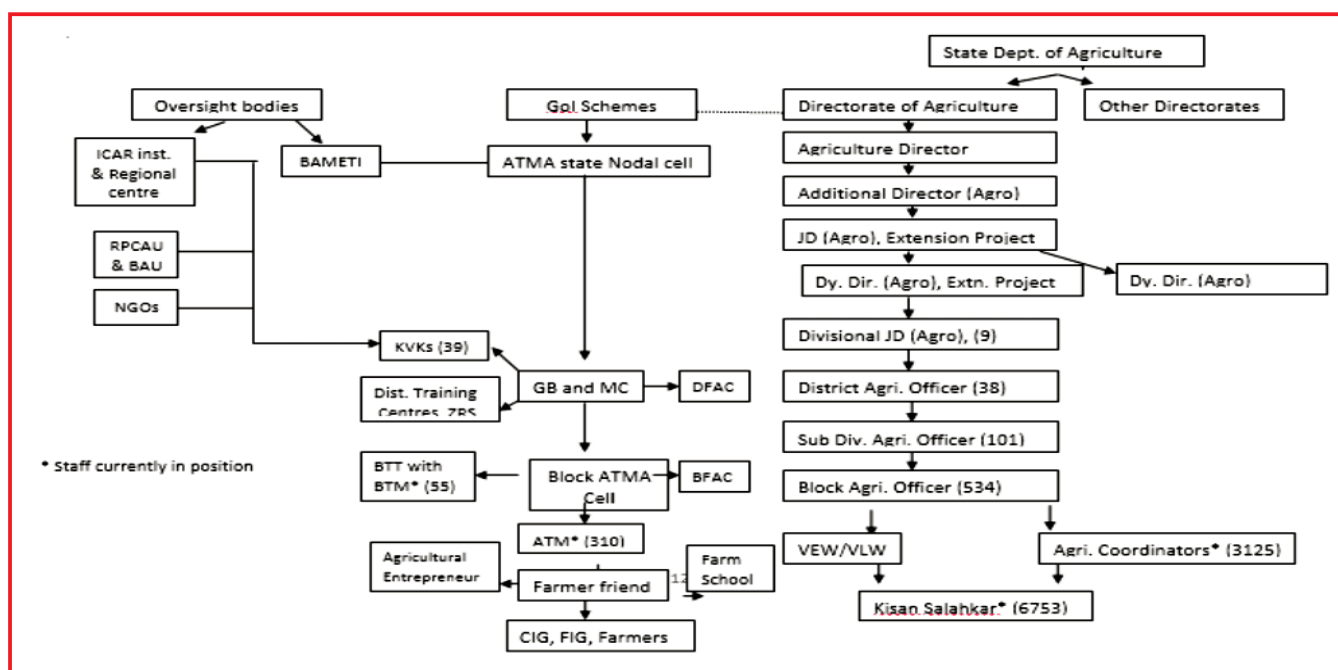 State Dept. of Agriculture
Oversight bodies
GoI Schemes
Directorate of Agriculture
Other Directorates
ICAR inst.
& Regional
centre
BAMETI
ATMA state Nodal cell
Agriculture Director
Additional Director (Agro)
RPCAU
& BAU
JD (Agro), Extension Project
Dy. Dir. (Agro), Extn. Project
Dy. Dir. (Agro)
NGOs
KVKs (39)
Divisional JD (Agro), (9)
Dist. Training
Centres, ZRS
GB and MC
DFAC
District Agri. Officer (38)
Sub Div. Agri. Officer (101)
* Staff currently in position
BTT with
BTM* (55)
Block ATMA
Cell
BFAC
Block Agri. Officer (534)
ATM* (310)
VEW/VLW
Agri. Coordinators* (3125)
Agricultural
Entrepreneur
Farmer friend
12
Farm
School
Kisan Salahkar* (6753)
CIG, FIG, Farmers